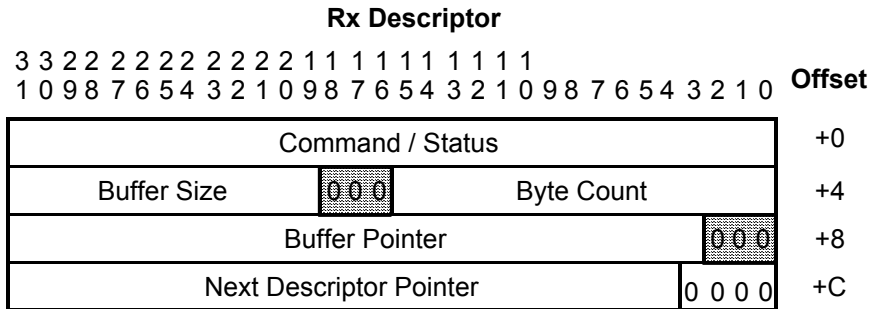 Rx Descriptor
3 3 2 2 2 2 2 2 2 2 2 2 1 1 1 1 1 1 1 1 1 1
1 0 9 8 7 6 5 4 3 2 1 0 9 8 7 6 5 4 3 2 1 0 9 8 7 6 5 4 3 2 1 0 Offset
Command / Status +0
Buffer Size 0 0 0 Byte Count +4
Buffer Pointer 0 0 0 +8
Next Descriptor Pointer 0 0 0 0 +C